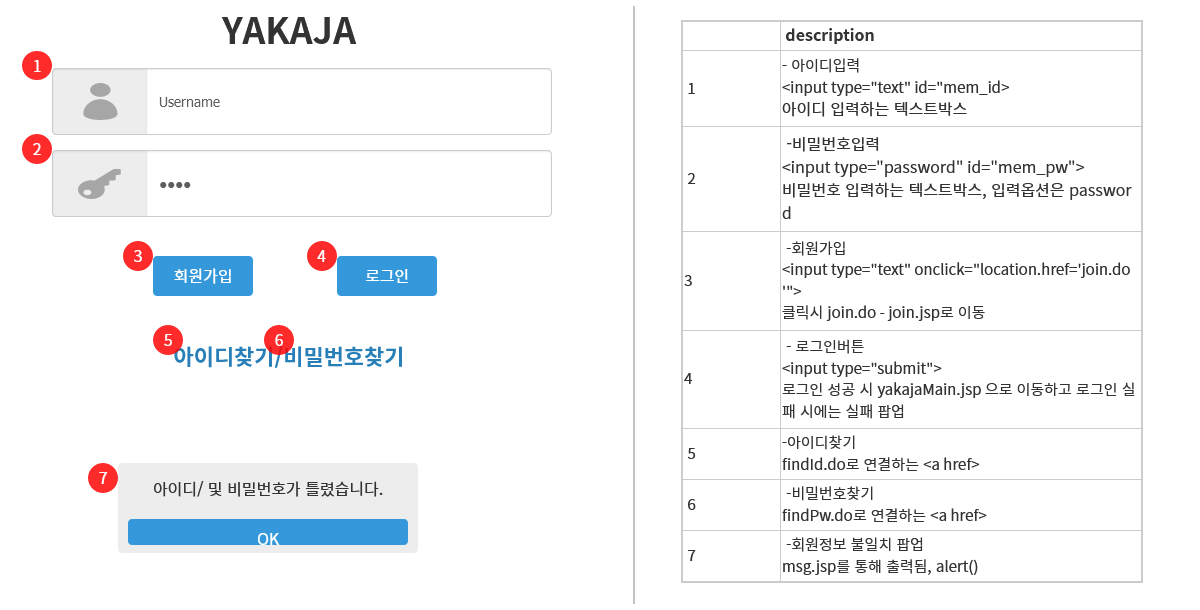 YAKAJA
1
Username
2
••••
3
4
회원가입
로그인
5
6
아이디찾기/비밀번호찾기
7
아이디/ 및 비밀번호가 틀렸습니다.
OK
description
1
- 아이디입력
<input type="text" id="mem_id>
아이디 입력하는 텍스트박스
2
-비밀번호입력
<input type="password" id="mem_pw">
비밀번호 입력하는 텍스트박스, 입력옵션은 passwor
d
3
-회원가입
<input type="text" onclick="location.href='join.do
'">
클릭시 join.do - join.jsp로 이동
4
- 로그인버튼
<input type="submit">
로그인 성공 시 yakajaMain.jsp 으로 이동하고 로그인 실
패 시에는 실패 팝업
5
-아이디찾기
findId.do로 연결하는 <a href>
6
-비밀번호찾기
findPw.do로 연결하는 <a href>
7
-회원정보 불일치 팝업
msg.jsp를 통해 출력됨, alert()